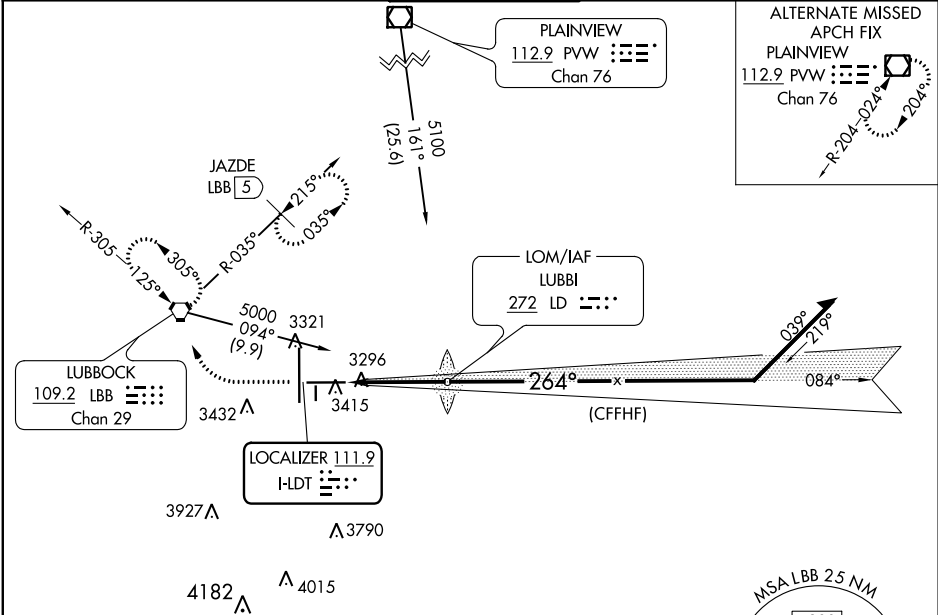 PLAINVIEW
112.9 PVW
Chan 76
ALTERNATE MISSED
APCH FIX
PLAINVIEW
112.9 PVW
Chan 76
R-204
024°
204°
5100
161°
(25.6)
JAZDE
LBB 5
215°
035°
R-035°
R-305
125°
305°
LOM/IAF
LUBBI
272 LD
5000
094°
(9.9)
3321
3296
3415
3432
LUBBOCK
109.2 LBB
Chan 29
264°
x
(CFFHF)
039°
219°
084°
LOCALIZER 111.9
I-LDT
3927
3790
4182
4015
MSA LBB 25 NM